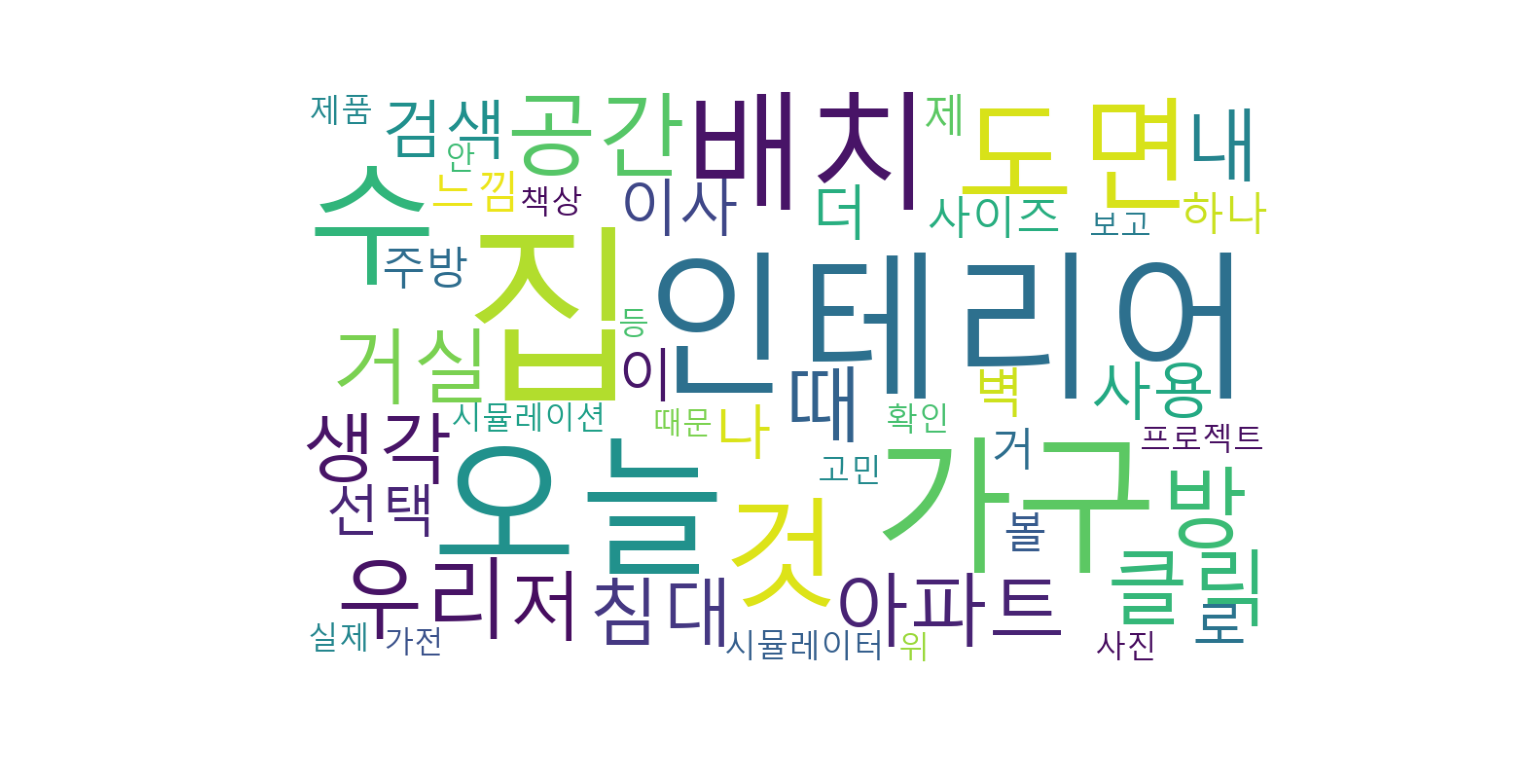 제품
검색
공간
배치
제
도면
내
안
수
느낌
책상
이사
더
사이즈
보고
하나
주방
집
인테리어
등
거실
이
때
벽
사용
생각
시뮬레이션
때문
나
확인
거
프로젝트
선택
오늘
고민
가구
볼
방
것
우리
저
침대
아파트
클릭
로
실제
가전
시뮬레이터
위
사진